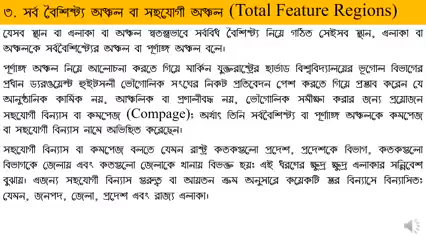 ৩. সর্ব বৈশিষ্ট্য অঞ্চল বা সহযোগী অঞ্চল (Total Feature Regions)
যেসব স্থান বা এলাকা বা অঞ্চল স্বতন্ত্রভাবে সর্ববিধ বৈশিষ্ট্য নিয়ে গঠিত সেইসব স্থান, এলাকা বা
অঞ্চলকে সর্ববৈশিষ্ট্যের অঞ্চল বা পূর্ণাঙ্গ অঞ্চল বলে।
পূর্ণাঙ্গ অঞ্চল নিয়ে আলোচনা করতে গিয়ে মার্কিন যুক্তরাষ্ট্রের হার্ভার্ড বিশ্ববিদ্যালয়ের ভূগোল বিভাগের
প্রধান ড্যরওয়েন্ট হুইটলসী ভৌগোলিক সংঘের নিকট প্রতিবেদন পেশ করতে গিয়ে প্রস্তাব করেন যে
আনুষ্ঠানিক কার্মিক নয়, আঞ্চলিক বা প্রণালীবদ্ধ নয়, ভৌগোলিক সমীক্ষা করার জন্য প্রয়োজন
সহযোগী বিন্যাস বা কমপেজ (Compage); অর্থাৎ তিনি সর্ববৈশিষ্ট্য বা পূর্ণাঙ্গ অঞ্চলকে কমপেজ
বা সহযোগী বিন্যাস নামে অভিহিত করেছেন।
সহযোগী বিন্যাস বা কমপেজ বলতে যেমন রাষ্ট্র কতকগুলো প্রদেশ, প্রদেশকে বিভাগ, কতকগুলো
বিভাগকে জেলায় এবং কতগুলো জেলাকে থানায় বিভক্ত হয়; এই ধরণের ক্ষুদ্র ক্ষুদ্র এলাকার সন্নিবেশ
বুঝায়। এজন্য সহযোগী বিন্যাস গুরুত্ব বা আয়তন ক্রম অনুসারে কয়েকটি স্তর বিন্যাসে বিন্যাসিত;
যেমন, জনপদ, জেলা, প্রদেশ এবং রাজ্য এলাকা।